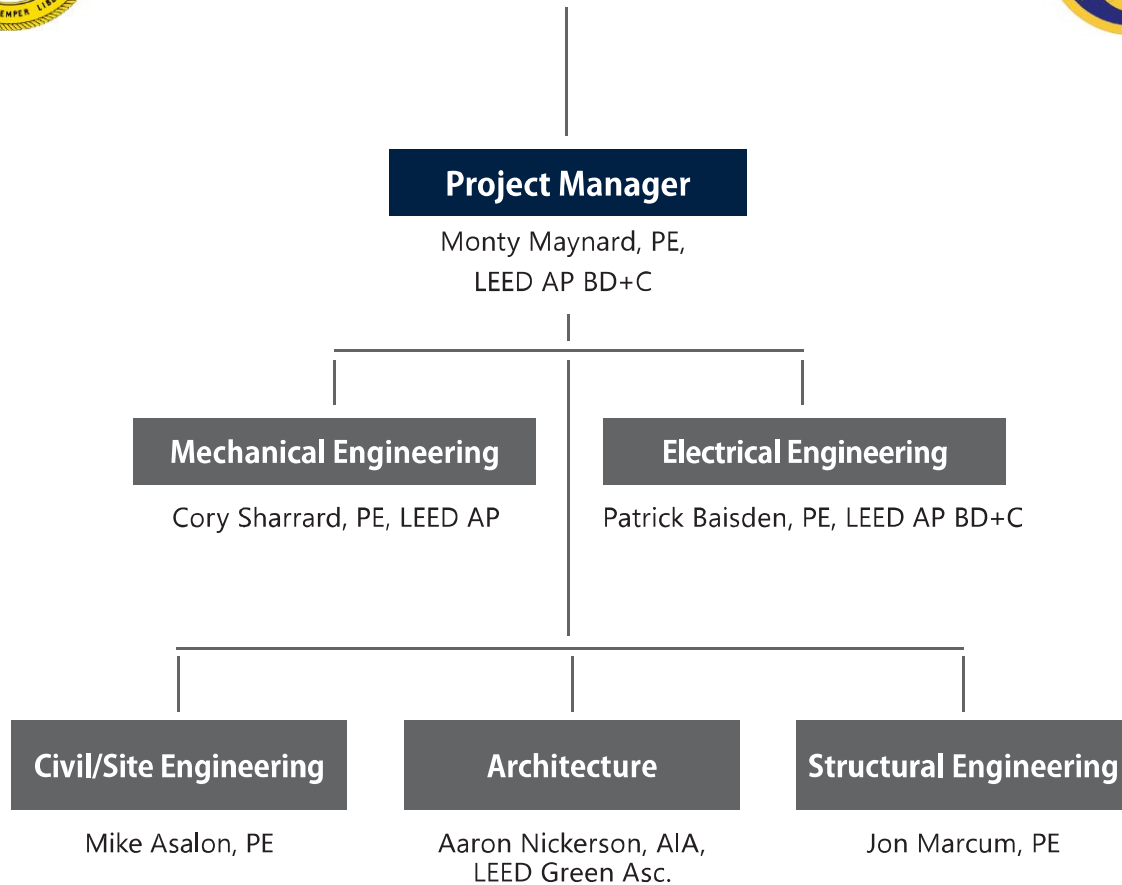 SEMPER LIBE
Project Manager
Monty Maynard, PE,
LEED AP BD+C
Mechanical Engineering
Electrical Engineering
Cory Sharrard, PE, LEED AP
Patrick Baisden, PE, LEED AP BD+C
Civil/Site Engineering
Architecture
Structural Engineering
Mike Asalon, PE
Aaron Nickerson, AIA,
LEED Green Asc.
Jon Marcum, PE